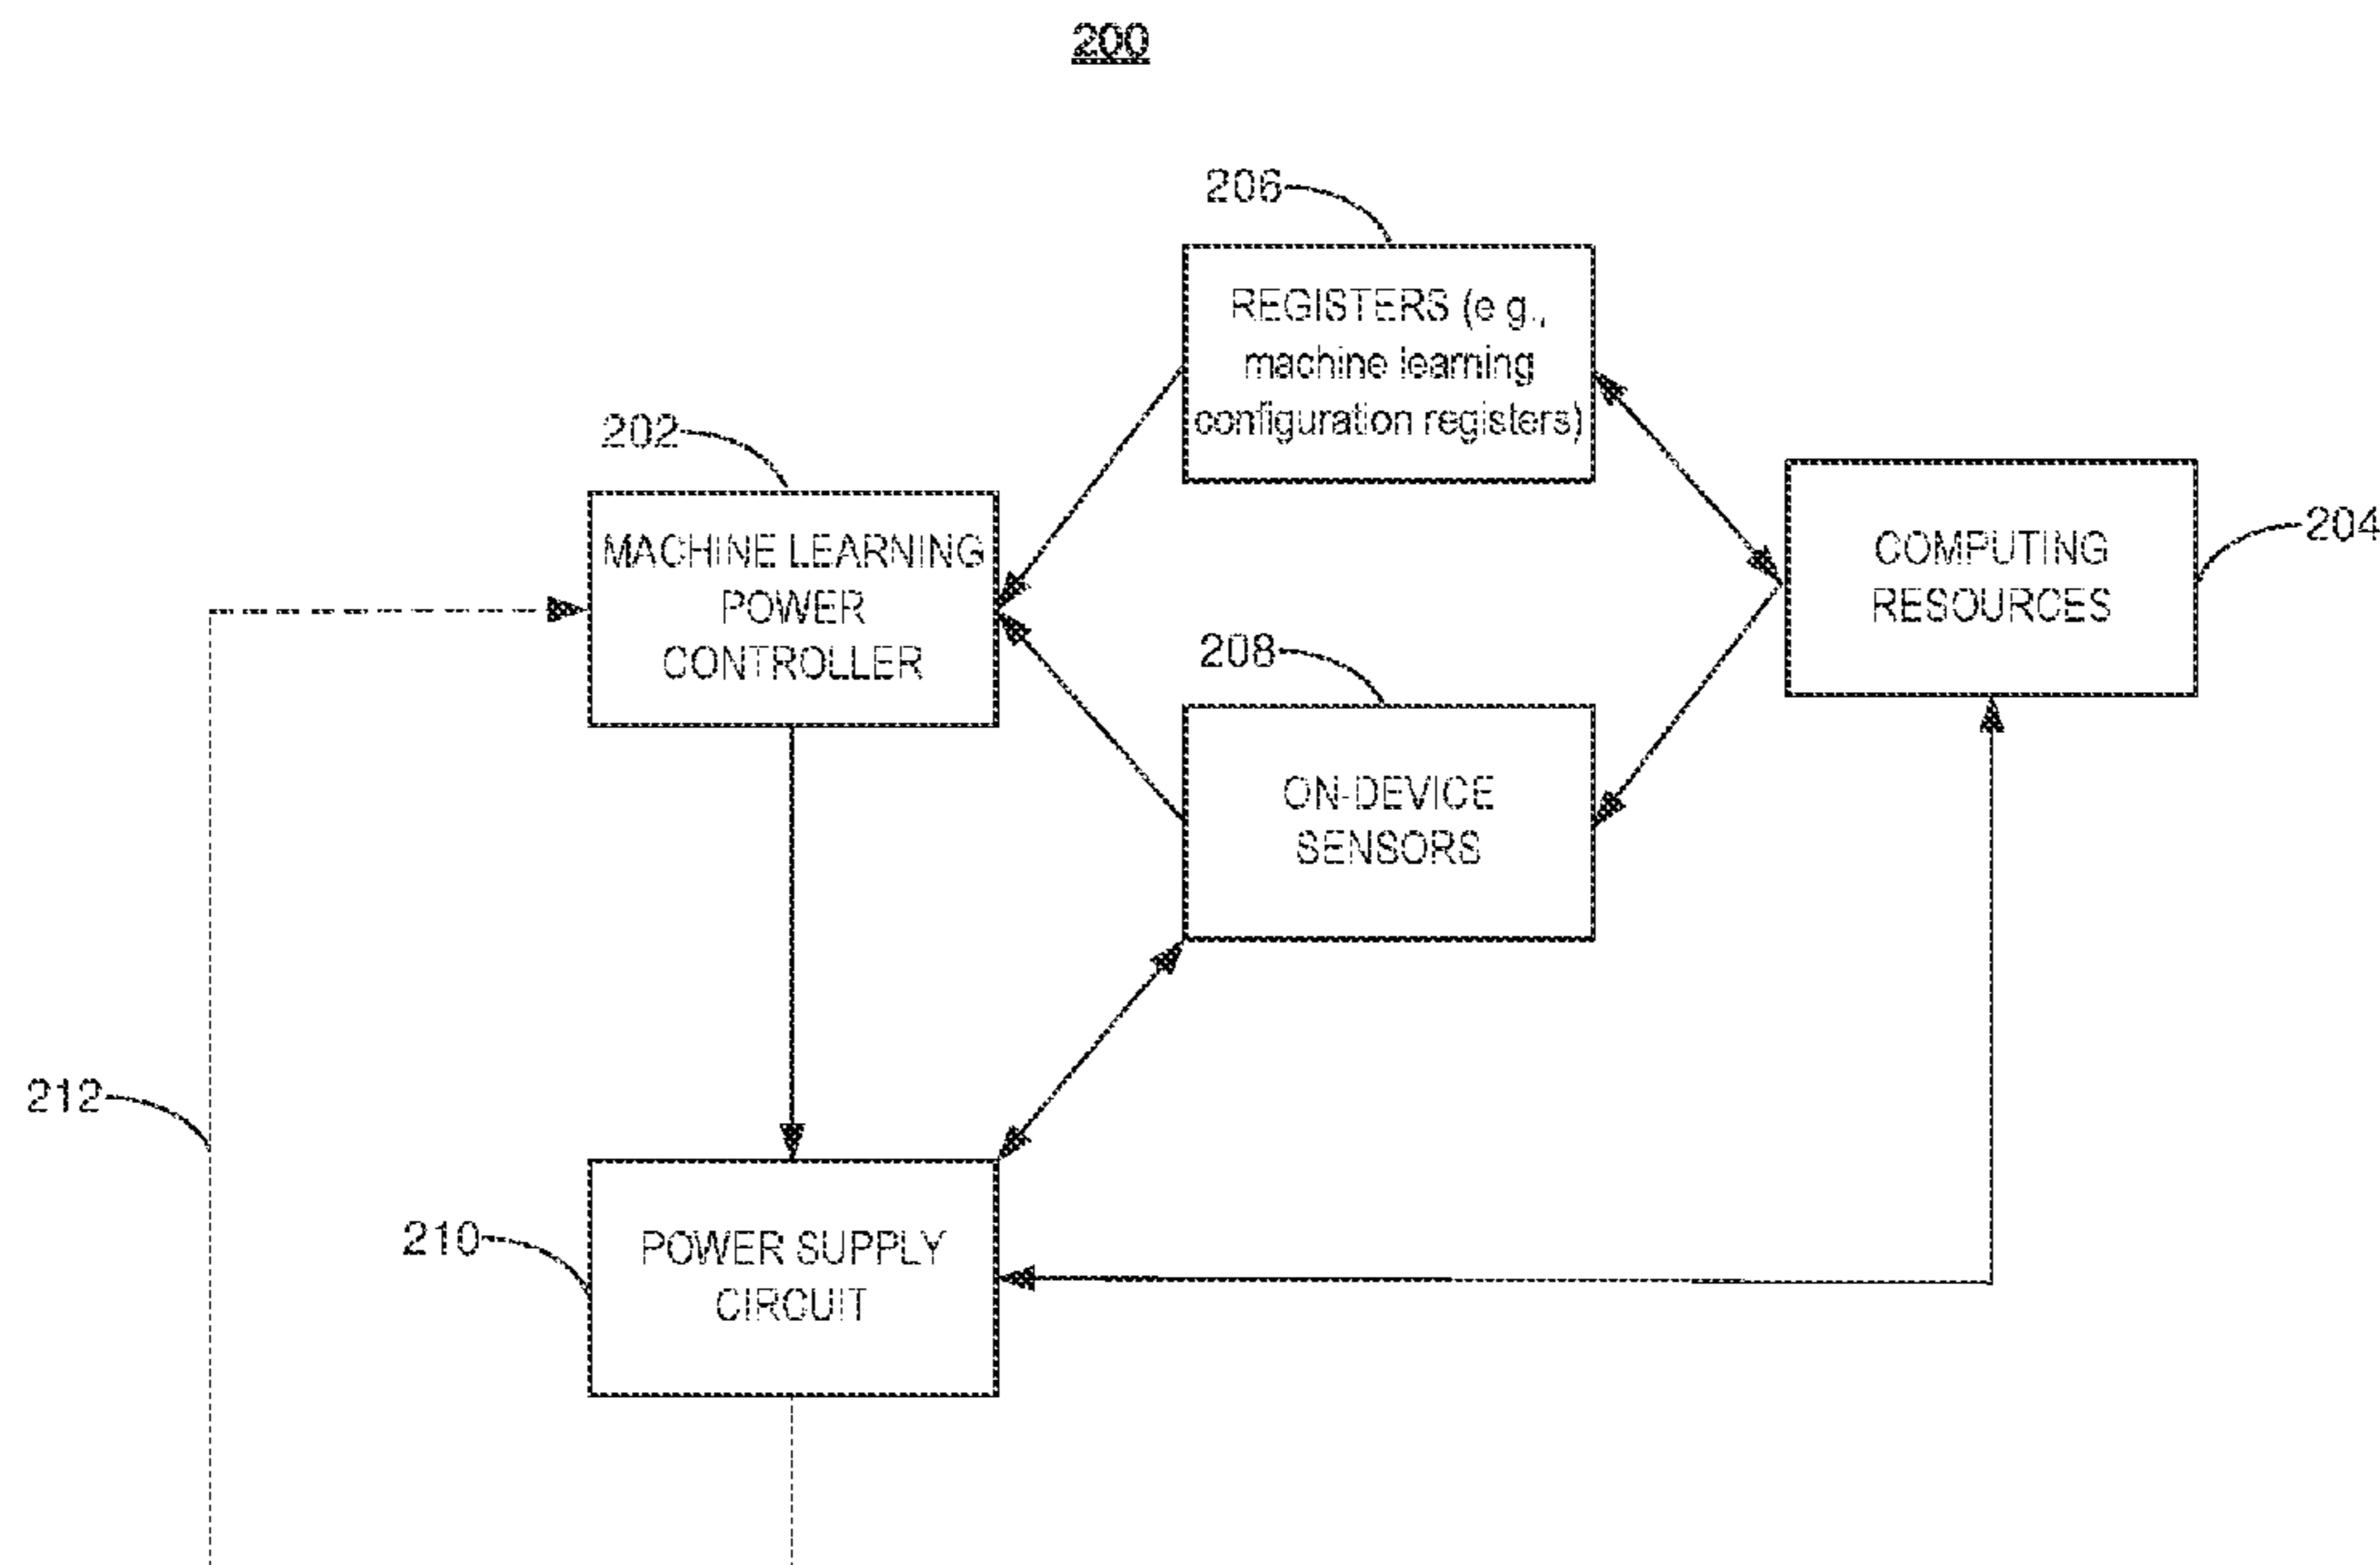 200
206
REGISTERS (e.g.,
machine learning
configuration registers)
202
MACHINE LEARNING
POWER
CONTROLLER
COMPUTING
RESOURCES
204
208
ON-DEVICE
SENSORS
212
210
POWER SUPPLY
CIRCUIT